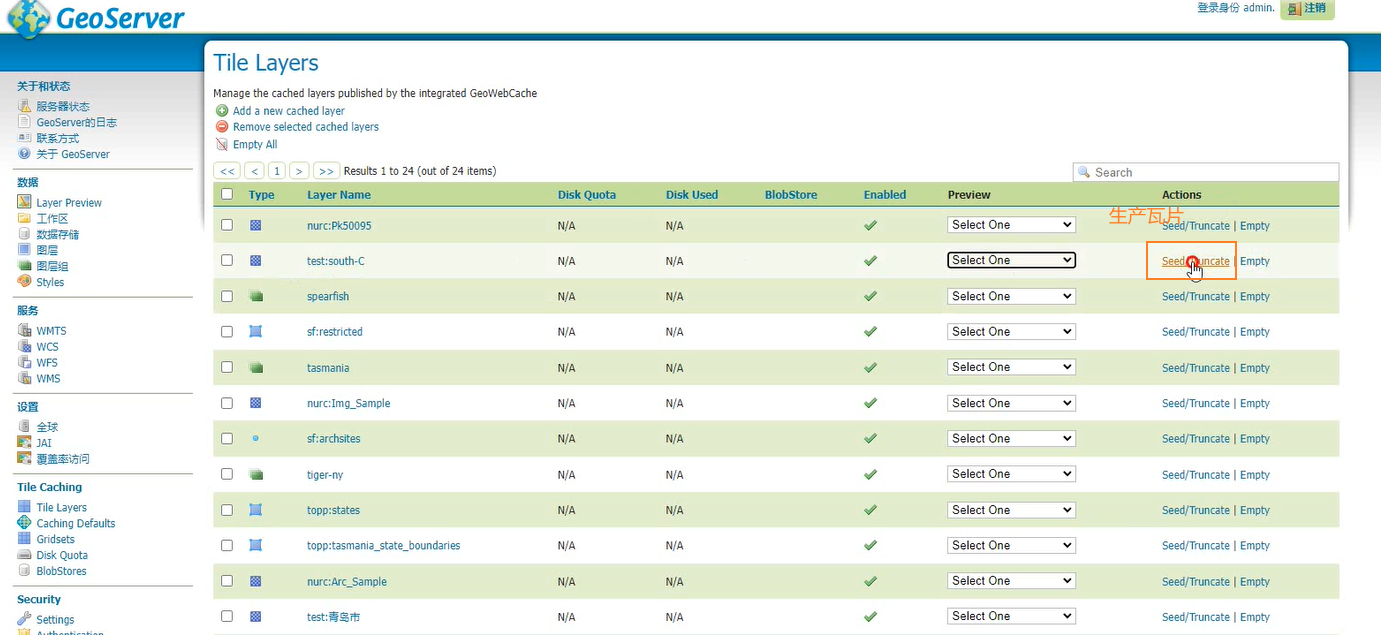 GeoServer
登录身份 admin.
注销
关于和状态
服务器状态
GeoServer的日志
联系方式
关于 GeoServer
数据
Layer Preview
工作区
数据存储
图层
图层组
Styles
服务
WMTS
WCS
WFS
WMS
设置
全球
JAI
覆盖率访问
Tile Caching
Tile Layers
Caching Defaults
Gridsets
Disk Quota
BlobStores
Security
Settings
Authentication
Tile Layers
Manage the cached layers published by the integrated GeoWebCache
Add a new cached layer
Remove selected cached layers
Empty All
<< < 1 > >> Results 1 to 24 (out of 24 items)
Search
Type Layer Name Disk Quota Disk Used BlobStore Enabled Preview Actions
生产瓦片
nurc:Pk50095 N/A N/A Select One Seed/Truncate | Empty
test:south-C N/A N/A Select One Seed/Truncate | Empty
spearfish N/A N/A Select One Seed/Truncate | Empty
sf:restricted N/A N/A Select One Seed/Truncate | Empty
tasmania N/A N/A Select One Seed/Truncate | Empty
nurc:Img_Sample N/A N/A Select One Seed/Truncate | Empty
sf:archsites N/A N/A Select One Seed/Truncate | Empty
tiger-ny N/A N/A Select One Seed/Truncate | Empty
topp:states N/A N/A Select One Seed/Truncate | Empty
topp:tasmania_state_boundaries N/A N/A Select One Seed/Truncate | Empty
nurc:Arc_Sample N/A N/A Select One Seed/Truncate | Empty
test:青岛市 N/A N/A Select One Seed/Truncate | Empty